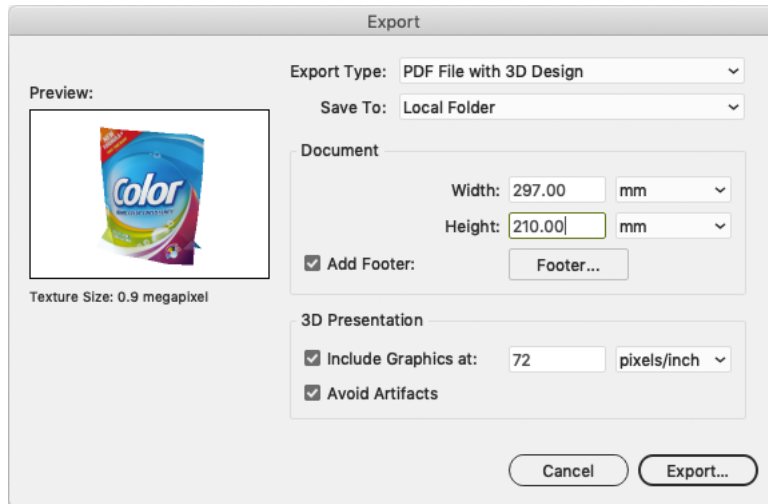 Export
Export Type: PDF File with 3D Design
Save To: Local Folder
Preview:
NEW
FORMULA
Color
Texture Size: 0.9 megapixel
Document
Width: 297.00 mm
Height: 210.00 mm
Add Footer: Footer...
3D Presentation
Include Graphics at: 72 pixels/inch
Avoid Artifacts
Cancel Export...